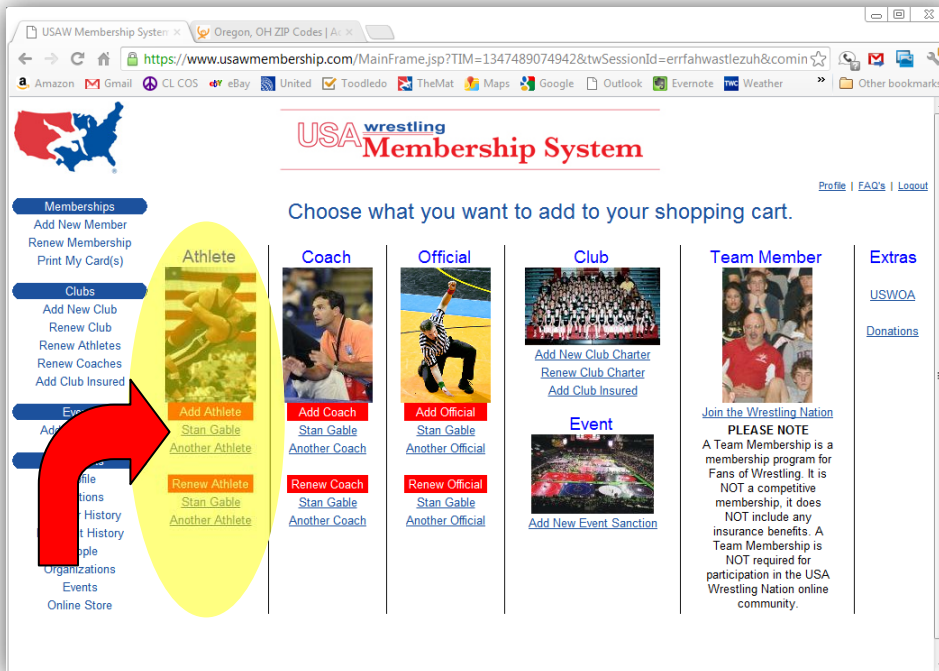 USAW Membership System
Oregon, OH ZIP Codes | A
https://www.usawmembership.com/MainFrame.jsp?TIM=1347489074942&twSessionId=errfahwastlezuh&comin
Amazon Gmail CL COS eBay United Toodledo TheMat Maps Google Outlook Evernote TWC Weather » Other bookmarks
USA wrestling
Membership System
Profile | FAQ's | Logout
Choose what you want to add to your shopping cart.
Memberships
Add New Member
Renew Membership
Print My Card(s)
Clubs
Add New Club
Renew Club
Renew Athletes
Renew Coaches
Add Club Insured
Eve
Add
file
tions
History
t History
ople
Organizations
Events
Online Store
Athlete
Add Athlete
Stan Gable
Another Athlete
Renew Athlete
Stan Gable
Another Athlete
Coach
Add Coach
Stan Gable
Another Coach
Renew Coach
Stan Gable
Another Coach
Official
Add Official
Stan Gable
Another Official
Renew Official
Stan Gable
Another Official
Club
Add New Club Charter
Renew Club Charter
Add Club Insured
Event
Add New Event Sanction
Team Member
Join the Wrestling Nation
PLEASE NOTE
A Team Membership is a
membership program for
Fans of Wrestling. It is
NOT a competitive
membership, it does
NOT include any
insurance benefits. A
Team Membership is
NOT required for
participation in the USA
Wrestling Nation online
community.
Extras
USWOA
Donations